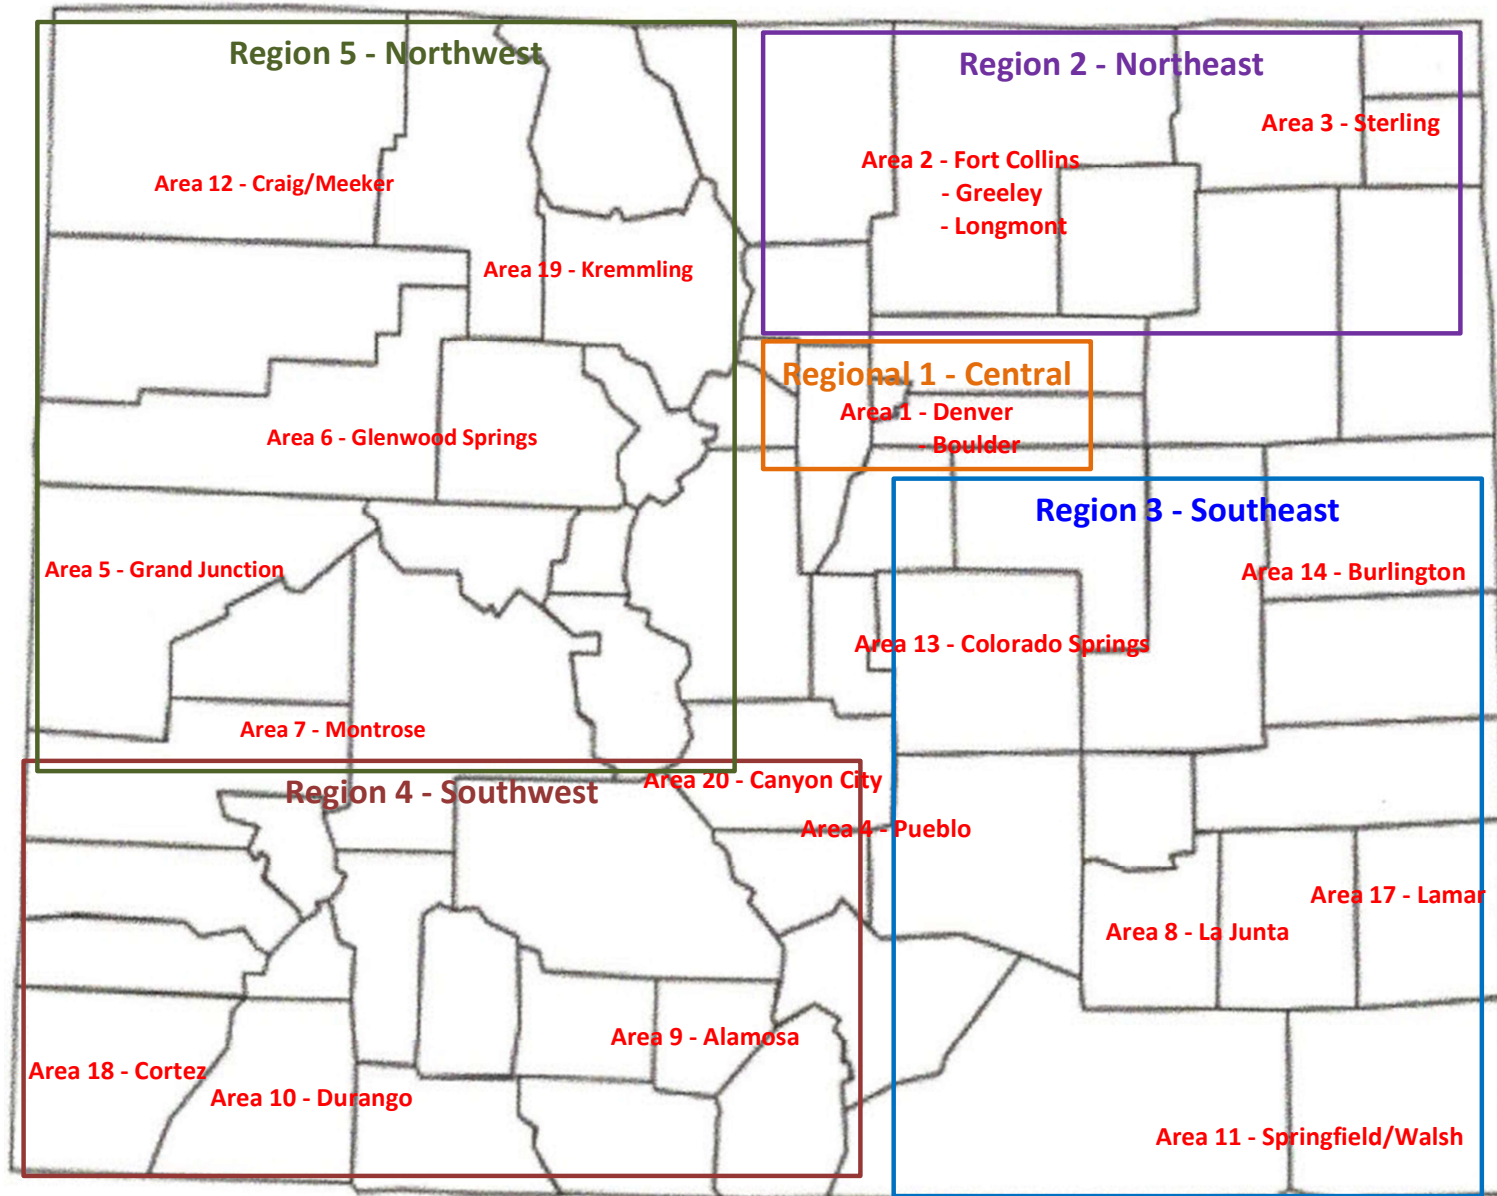 Region 5 - Northwest
Region 2 - Northeast
Area 3 - Sterling
Area 2 - Fort Collins
- Greeley
- Longmont
Area 12 - Craig/Meeker
Area 19 - Kremmling
Regional 1 - Central
Area 1 - Denver
- Boulder
Area 6 - Glenwood Springs
Region 3 - Southeast
Area 5 - Grand Junction
Area 14 - Burlington
Area 13 - Colorado Springs
Area 7 - Montrose
Area 20 - Canyon City
Region 4 - Southwest
Area 4 - Pueblo
Area 17 - Lamar
Area 8 - La Junta
Area 9 - Alamosa
Area 18 - Cortez
Area 10 - Durango
Area 11 - Springfield/Walsh